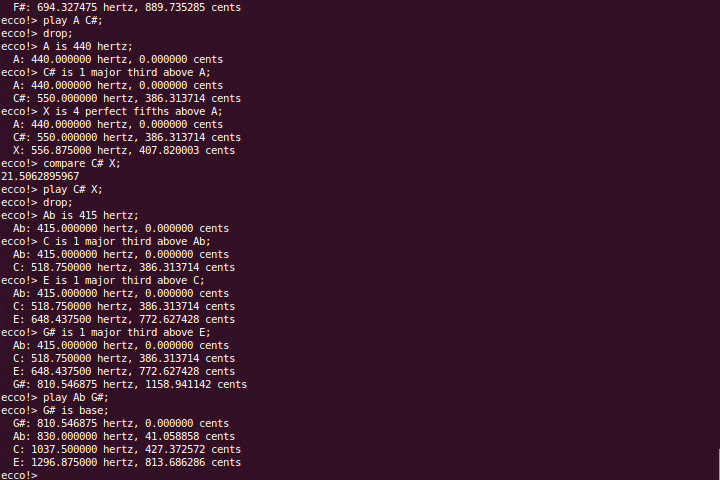 F#: 694.327475 hertz, 889.735285 cents
ecco!> play A C#;
ecco!> drop;
ecco!> A is 440 hertz;
A: 440.000000 hertz, 0.000000 cents
ecco!> C# is 1 major third above A;
A: 440.000000 hertz, 0.000000 cents
C#: 550.000000 hertz, 386.313714 cents
ecco!> X is 4 perfect fifths above A;
A: 440.000000 hertz, 0.000000 cents
C#: 550.000000 hertz, 386.313714 cents
X: 556.875000 hertz, 407.820003 cents
ecco!> compare C# X;
21.5062895967
ecco!> play C# X;
ecco!> drop;
ecco!> Ab is 415 hertz;
Ab: 415.000000 hertz, 0.000000 cents
ecco!> C is 1 major third above Ab;
Ab: 415.000000 hertz, 0.000000 cents
C: 518.750000 hertz, 386.313714 cents
ecco!> E is 1 major third above C;
Ab: 415.000000 hertz, 0.000000 cents
C: 518.750000 hertz, 386.313714 cents
E: 648.437500 hertz, 772.627428 cents
ecco!> G# is 1 major third above E;
Ab: 415.000000 hertz, 0.000000 cents
C: 518.750000 hertz, 386.313714 cents
E: 648.437500 hertz, 772.627428 cents
G#: 810.546875 hertz, 1158.941142 cents
ecco!> play Ab G#;
ecco!> G# is base;
G#: 810.546875 hertz, 0.000000 cents
Ab: 830.000000 hertz, 41.058858 cents
C: 1037.500000 hertz, 427.372572 cents
E: 1296.875000 hertz, 813.686286 cents
ecco!>